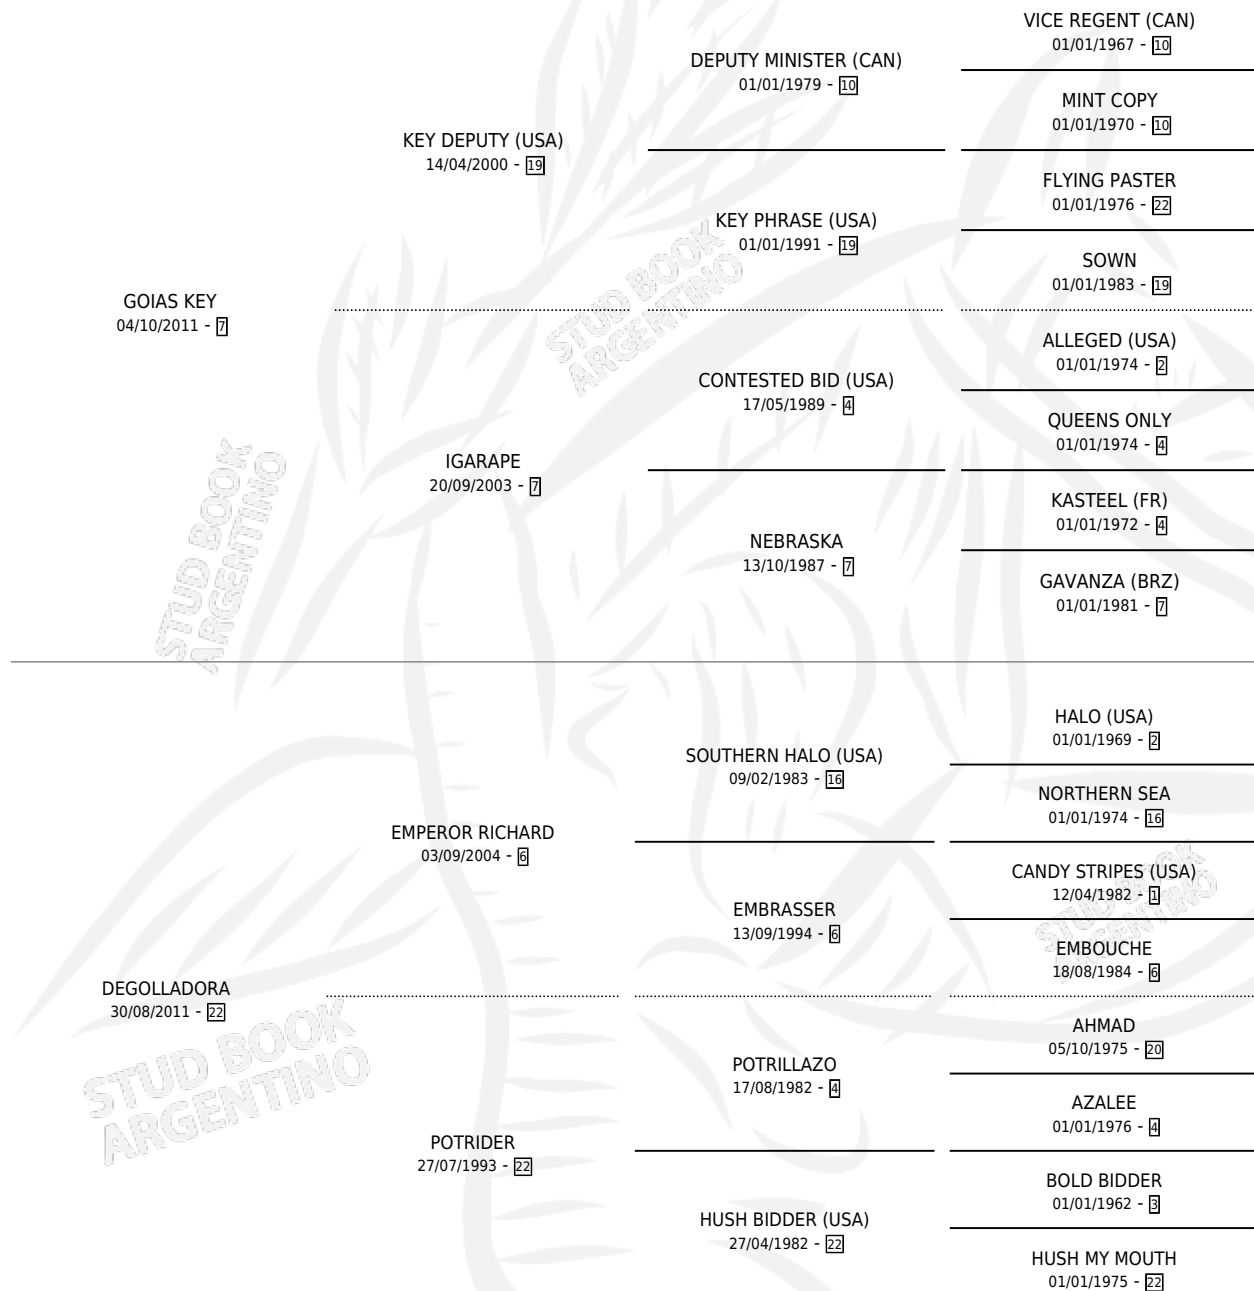 VICE REGENT (CAN)
01/01/1967 - 10
DEPUTY MINISTER (CAN)
01/01/1979 - 10
MINT COPY
01/01/1970 - 10
KEY DEPUTY (USA)
14/04/2000 - 19
FLYING PASTER
01/01/1976 - 22
KEY PHRASE (USA)
01/01/1991 - 19
SOWN
01/01/1983 - 19
GOIAS KEY
04/10/2011 - 7
STUD BOOK
ARGENTINO
ALLEGED (USA)
01/01/1974 - 2
CONTESTED BID (USA)
17/05/1989 - 4
QUEENS ONLY
01/01/1974 - 4
IGARAPE
20/09/2003 - 7
KASTEEL (FR)
01/01/1972 - 4
NEBRASKA
13/10/1987 - 7
GAVANZA (BRZ)
01/01/1981 - 7
STUD BOOK
ARGENTINO
HALO (USA)
01/01/1969 - 2
SOUTHERN HALO (USA)
09/02/1983 - 16
NORTHERN SEA
01/01/1974 - 16
EMPEROR RICHARD
03/09/2004 - 6
CANDY STRIPES (USA)
12/04/1982 - 1
EMBRASSER
13/09/1994 - 6
EMBOUCHE
18/08/1984 - 6
STUD BOOK
ARGENTINO
DEGOLLADORA
30/08/2011 - 22
STUD BOOK
ARGENTINO
AHMAD
05/10/1975 - 20
POTRILLAZO
17/08/1982 - 4
AZALEE
01/01/1976 - 4
POTRIDER
27/07/1993 - 22
BOLD BIDDER
01/01/1962 - 3
HUSH BIDDER (USA)
27/04/1982 - 22
HUSH MY MOUTH
01/01/1975 - 22